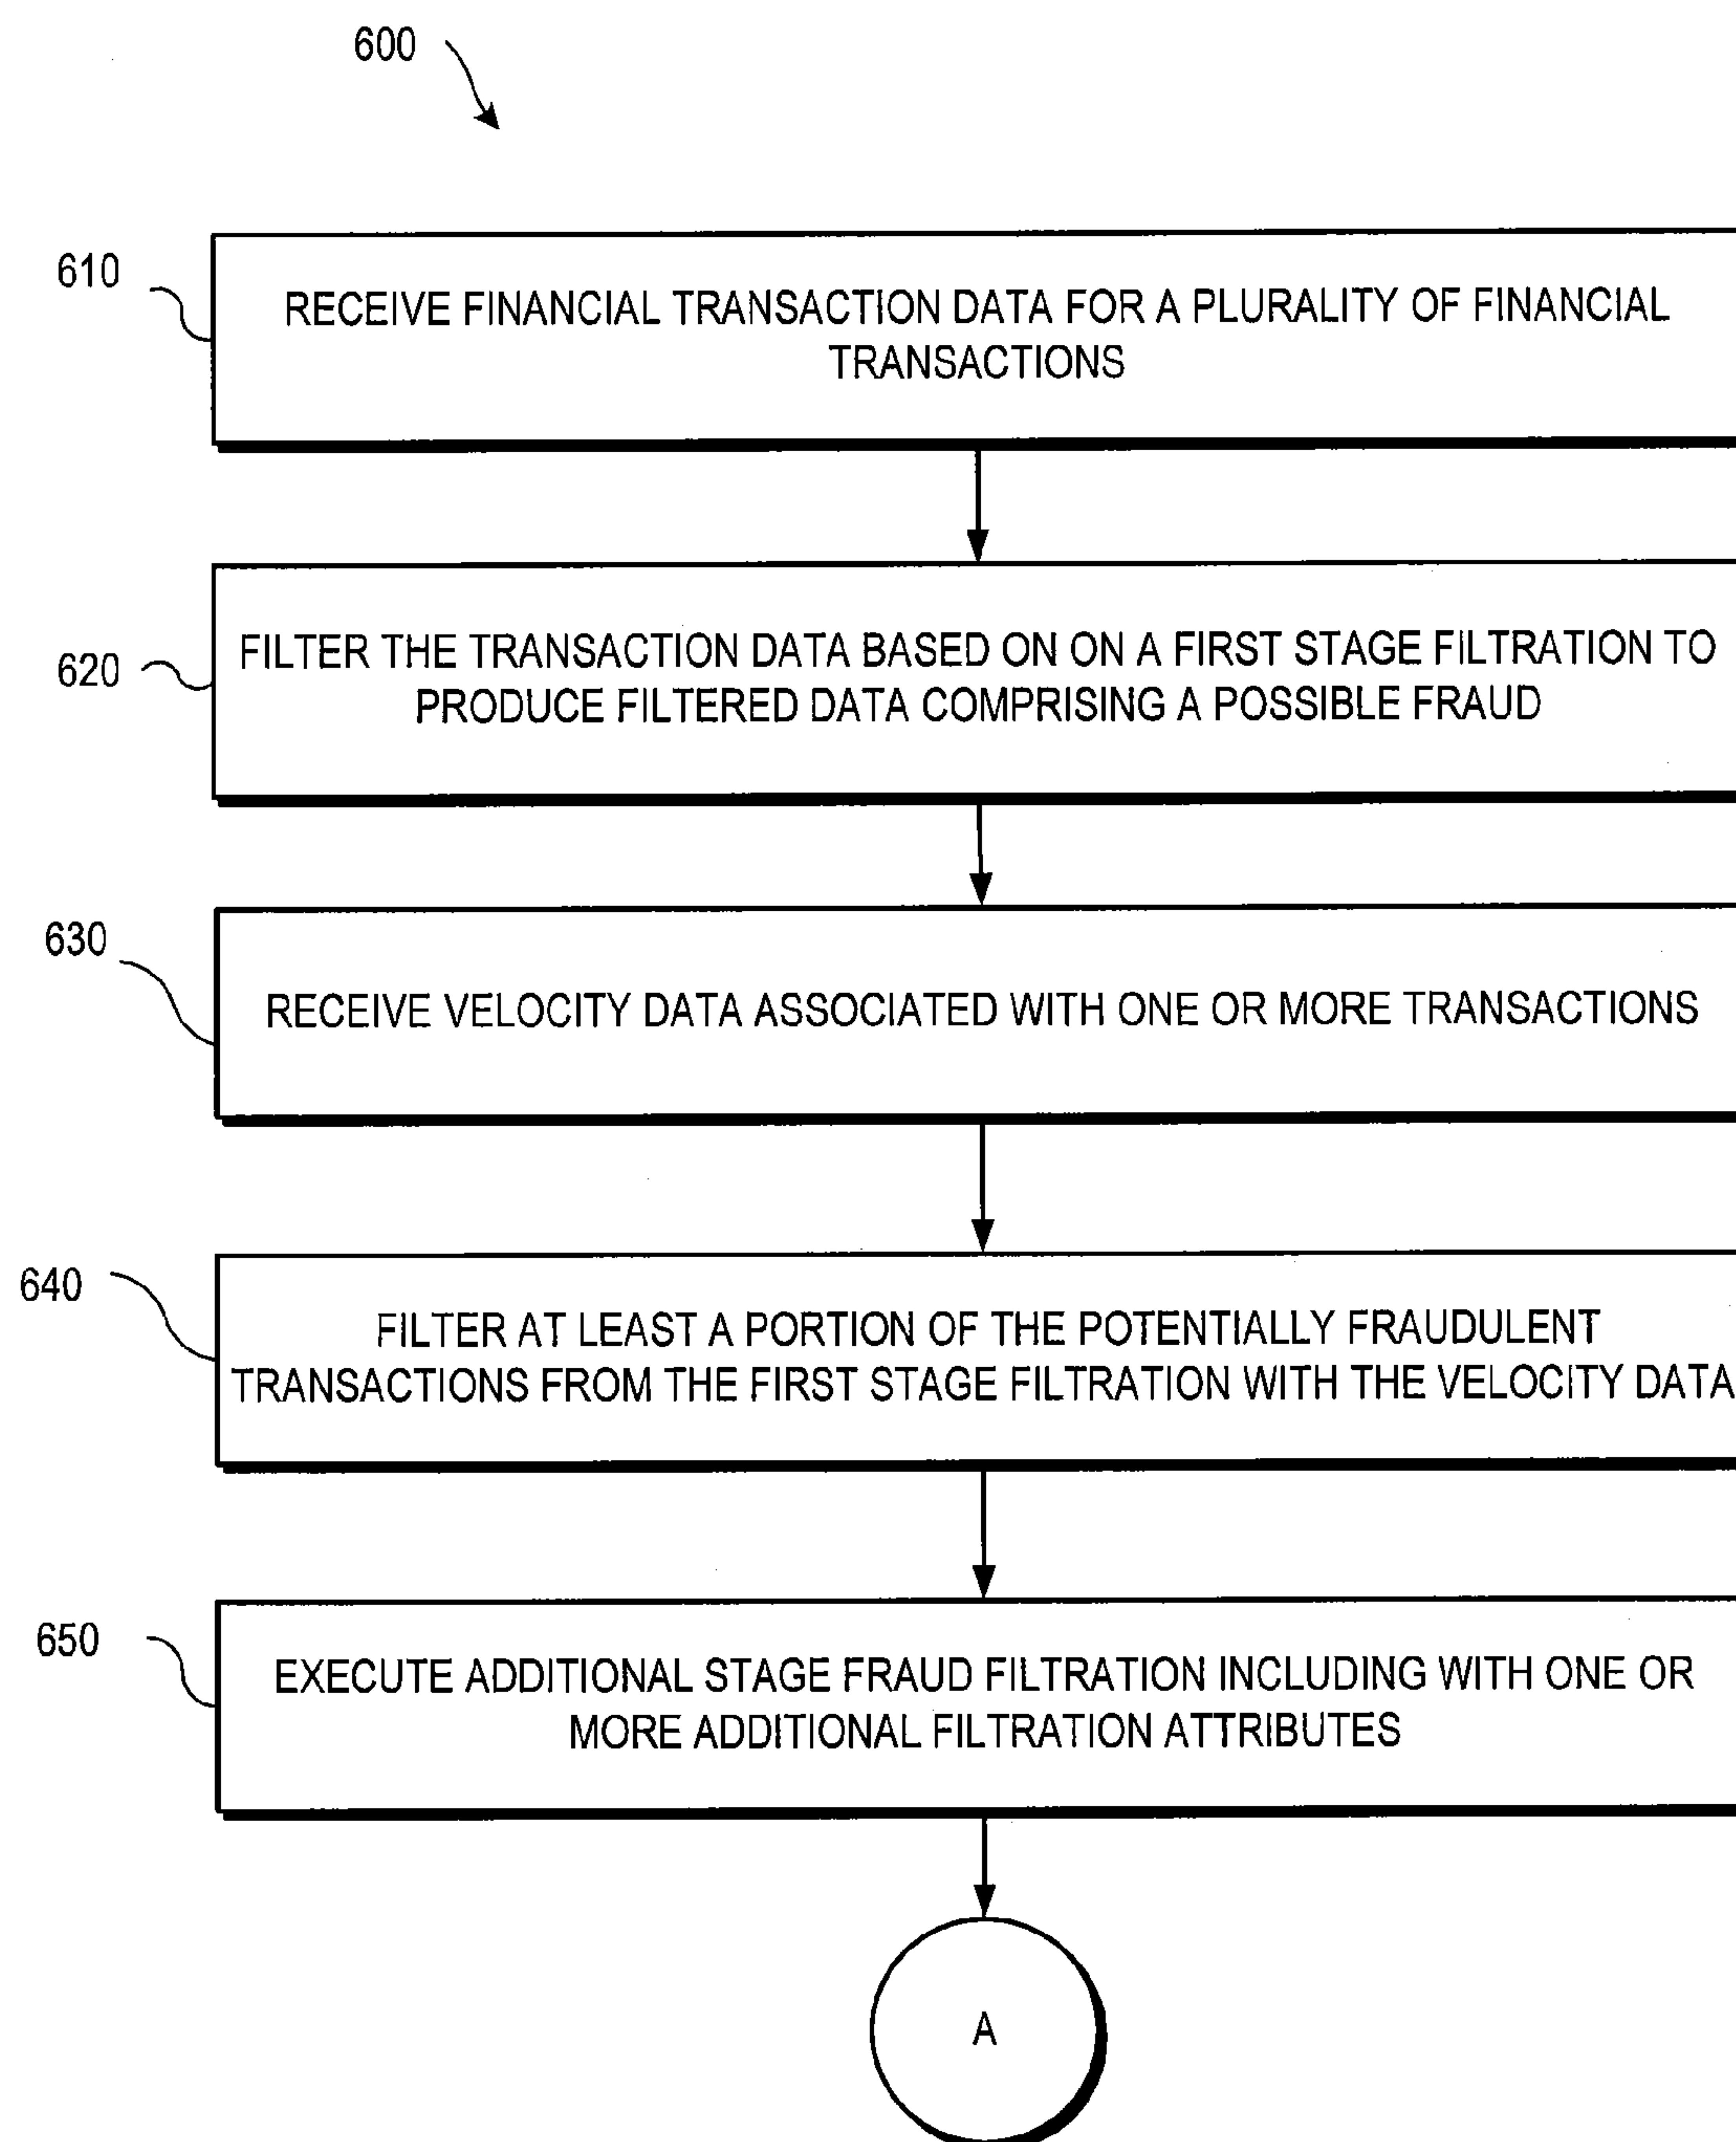 600
610
RECEIVE FINANCIAL TRANSACTION DATA FOR A PLURALITY OF FINANCIAL
TRANSACTIONS
620
FILTER THE TRANSACTION DATA BASED ON ON A FIRST STAGE FILTRATION TO
PRODUCE FILTERED DATA COMPRISING A POSSIBLE FRAUD
630
RECEIVE VELOCITY DATA ASSOCIATED WITH ONE OR MORE TRANSACTIONS
640
FILTER AT LEAST A PORTION OF THE POTENTIALLY FRAUDULENT
TRANSACTIONS FROM THE FIRST STAGE FILTRATION WITH THE VELOCITY DATA
650
EXECUTE ADDITIONAL STAGE FRAUD FILTRATION INCLUDING WITH ONE OR
MORE ADDITIONAL FILTRATION ATTRIBUTES
A